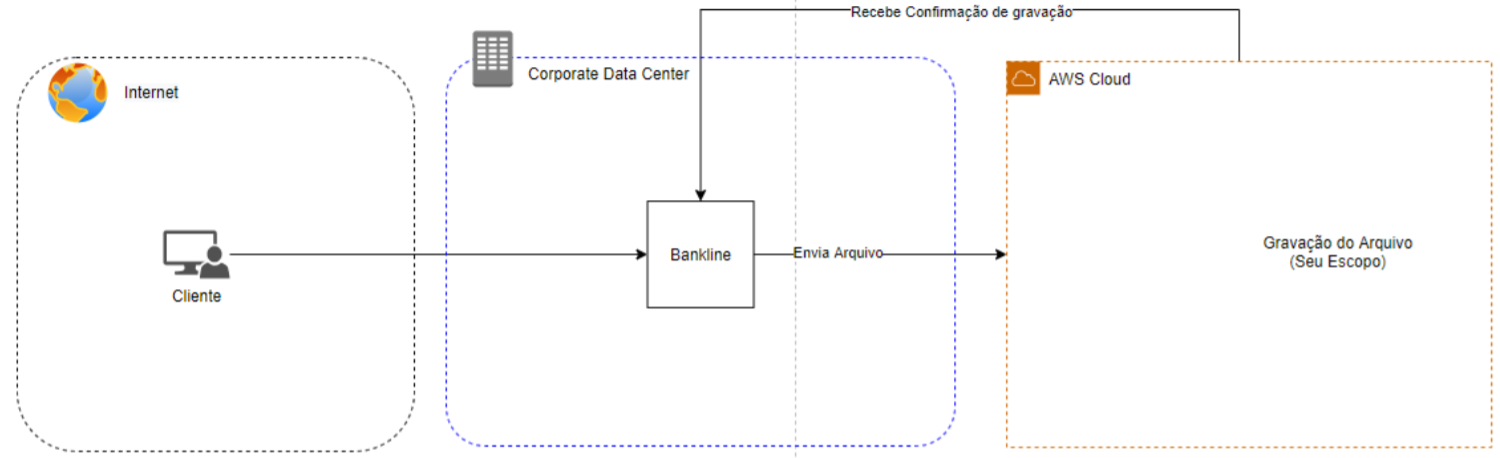 Recebe Confirmação de gravação
Internet
Corporate Data Center
AWS Cloud
Cliente
Bankline
Envia Arquivo
Gravação do Arquivo
(Seu Escopo)